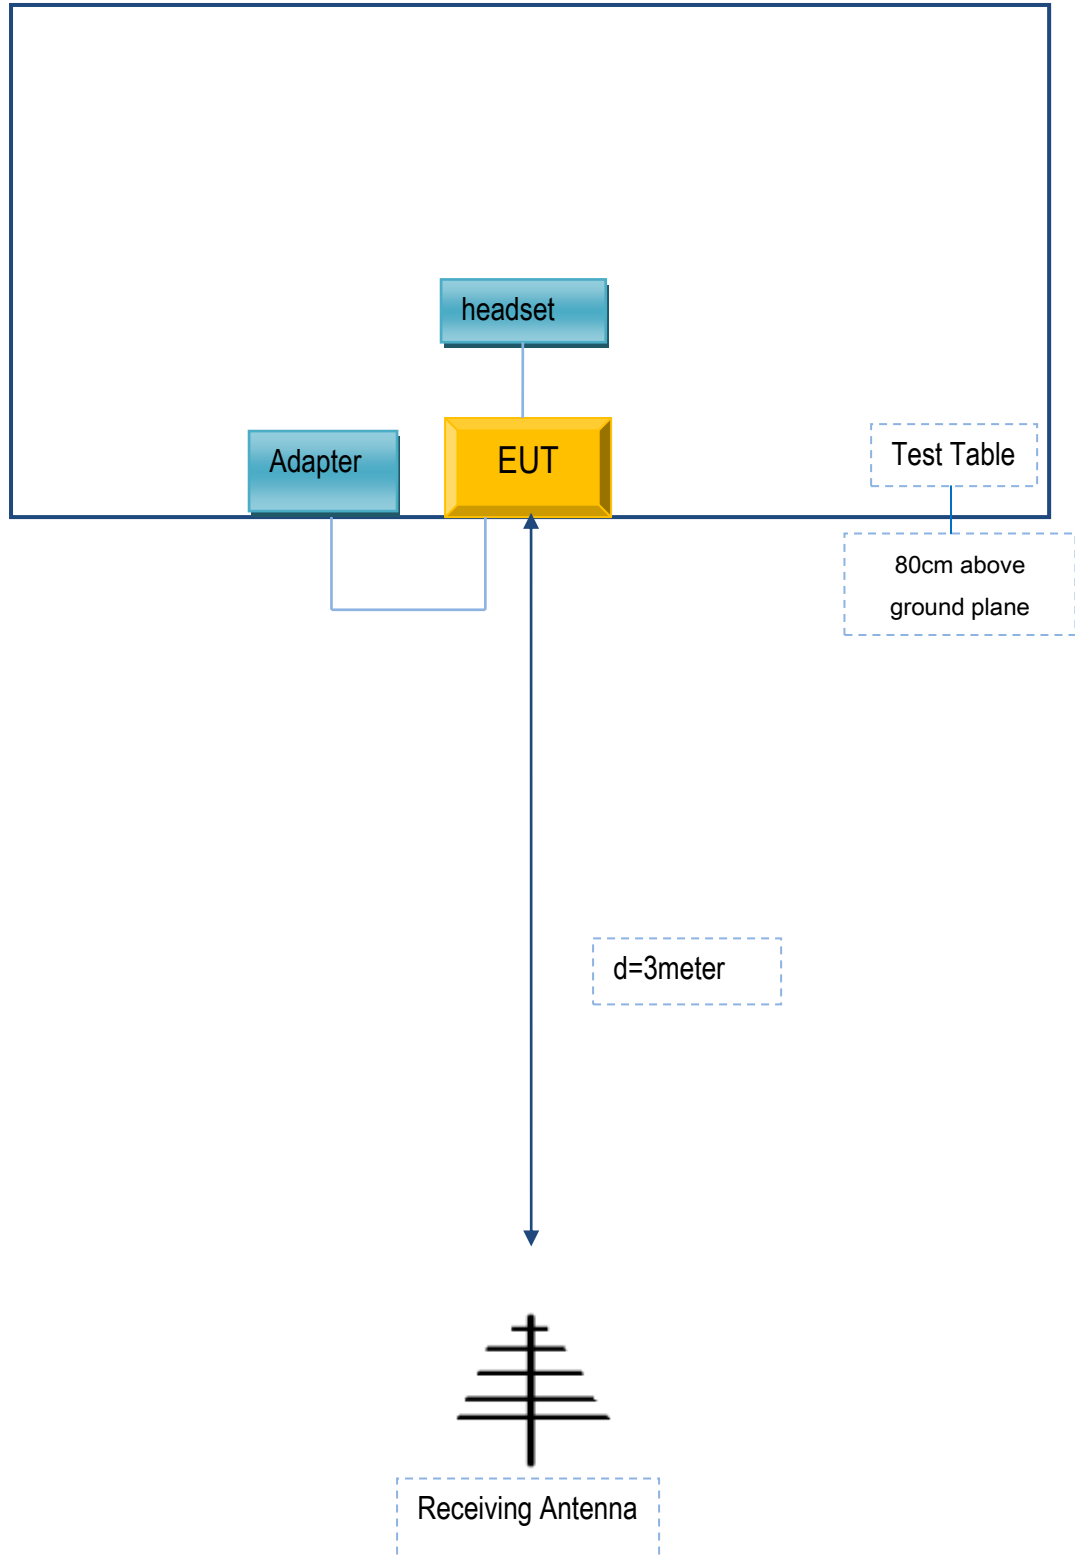 headset
Adapter
EUT
Test Table
80cm above
ground plane
d=3meter
Receiving Antenna